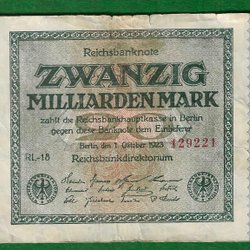 Reichsbanknote
ZWANZIG
MILLIARDEN MARK
zahlt die Reichsbankhauptkasse in Berlin
gegen diese Banknote dem Einlieferer
Berlin, den 1. Oktober 1923
429221
RL-18
Reichsbankdirektorium